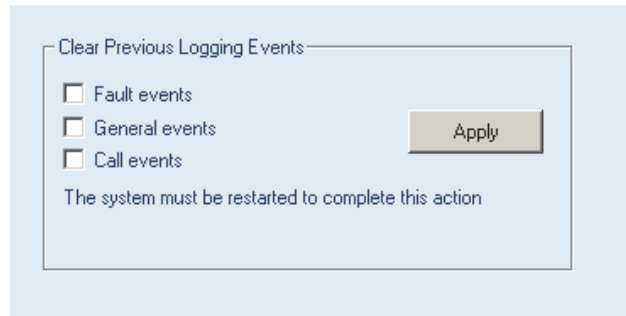 Clear Previous Logging Events
Fault events
General events
Apply
Call events
The system must be restarted to complete this action